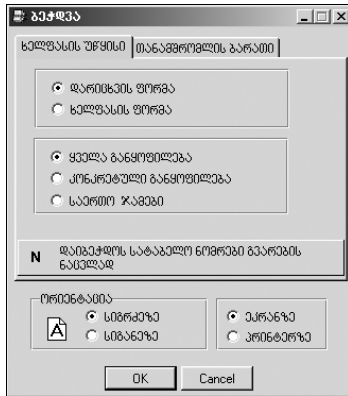 ბეჭდვა
ხელფასის უწყისი თანამშრომლის ბარათი
დარიცხვის ფორმა
ხელფასის ფორმა
ყველა განყოფილება
კონკრეტული განყოფილება
საერთო ჯამები
N დაიბეჭდოს სატაბელო ნომრები გვარების
ნაცვლად
ორიენტაცია
A სიგრძეზე ეკრანზე
სიგანეზე პრინტერზე
OK Cancel